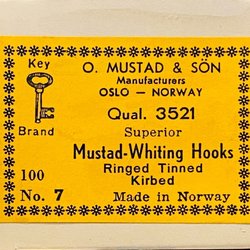 Key
Brand
O. MUSTAD & SÖN
Manufacturers
OSLO — NORWAY
Qual. 3521
Superior
Mustad-Whiting Hooks
Ringed Tinned
Kirbed
100
No. 7
Made in Norway